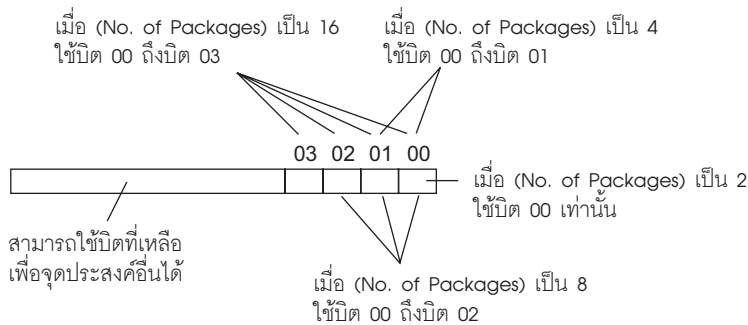 เมื่อ (No. of Packages) เป็น 16
ใช้บิต 00 ถึงบิต 03
เมื่อ (No. of Packages) เป็น 4
ใช้บิต 00 ถึงบิต 01
03 02 01 00
เมื่อ (No. of Packages) เป็น 2
ใช้บิต 00 เท่านั้น
สามารถใช้บิตที่เหลือ
เพื่อจุดประสงค์อื่นได้
เมื่อ (No. of Packages) เป็น 8
ใช้บิต 00 ถึงบิต 02